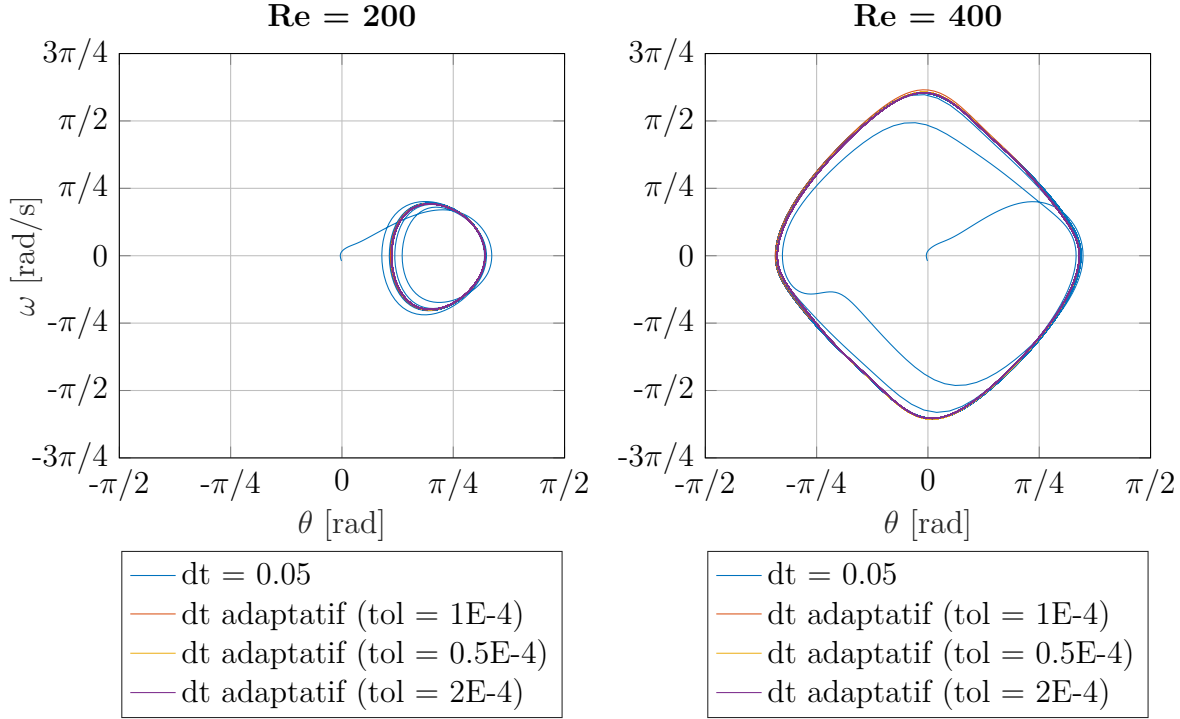 Re = 200
3π/4
π/2
π/4
0
-π/4
-π/2
-3π/4
ω [rad/s]
-π/2
-π/4
0
π/4
π/2
θ [rad]
dt = 0.05
dt adaptatif (tol = 1E-4)
dt adaptatif (tol = 0.5E-4)
dt adaptatif (tol = 2E-4)
Re = 400
3π/4
π/2
π/4
0
-π/4
-π/2
-3π/4
-π/2
-π/4
0
π/4
π/2
θ [rad]
dt = 0.05
dt adaptatif (tol = 1E-4)
dt adaptatif (tol = 0.5E-4)
dt adaptatif (tol = 2E-4)